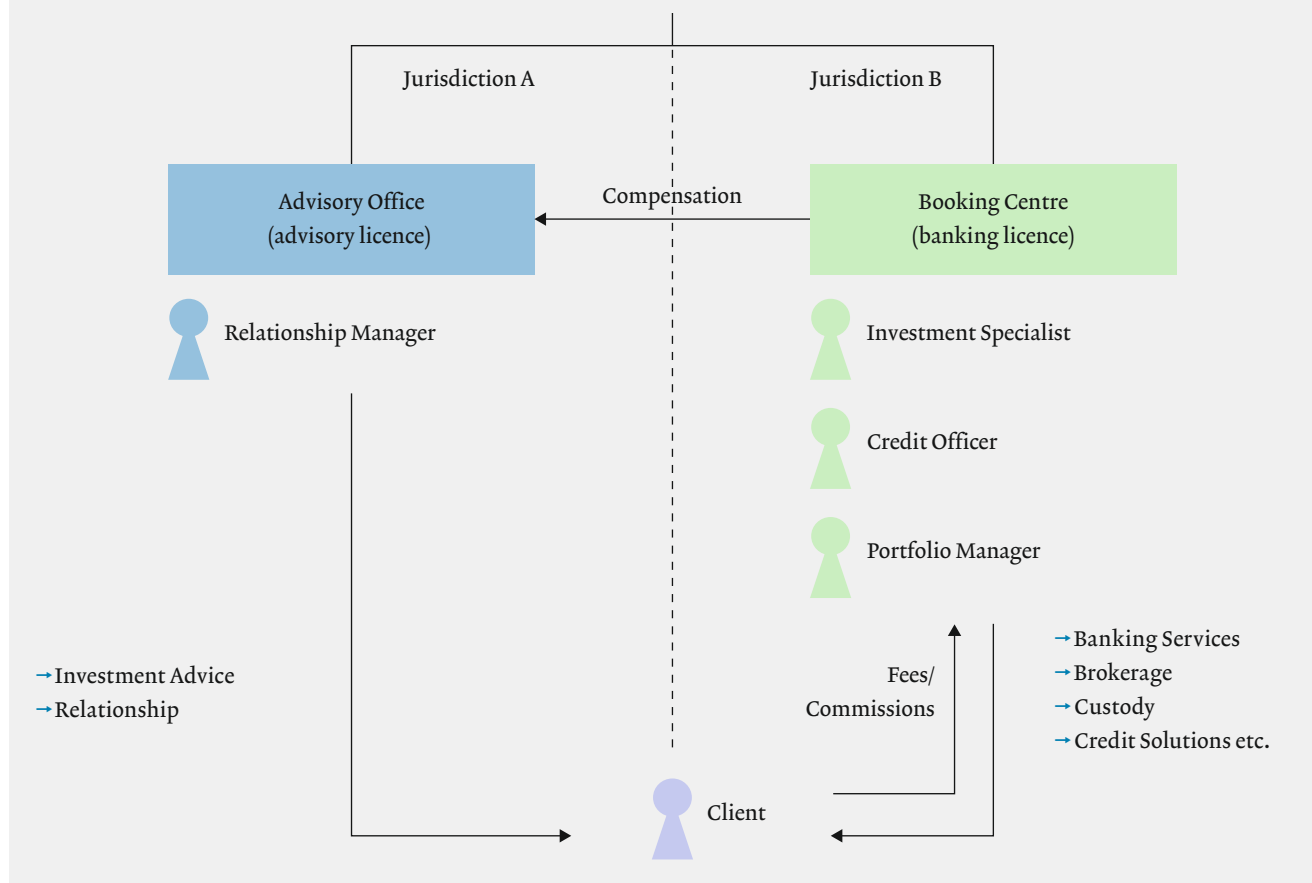 Jurisdiction A
Jurisdiction B
Advisory Office
(advisory licence)
Compensation
Booking Centre
(banking licence)
Relationship Manager
Investment Specialist
Credit Officer
Portfolio Manager
→Investment Advice
→Relationship
Fees/
Commissions
→Banking Services
→Brokerage
→Custody
→Credit Solutions etc.
Client